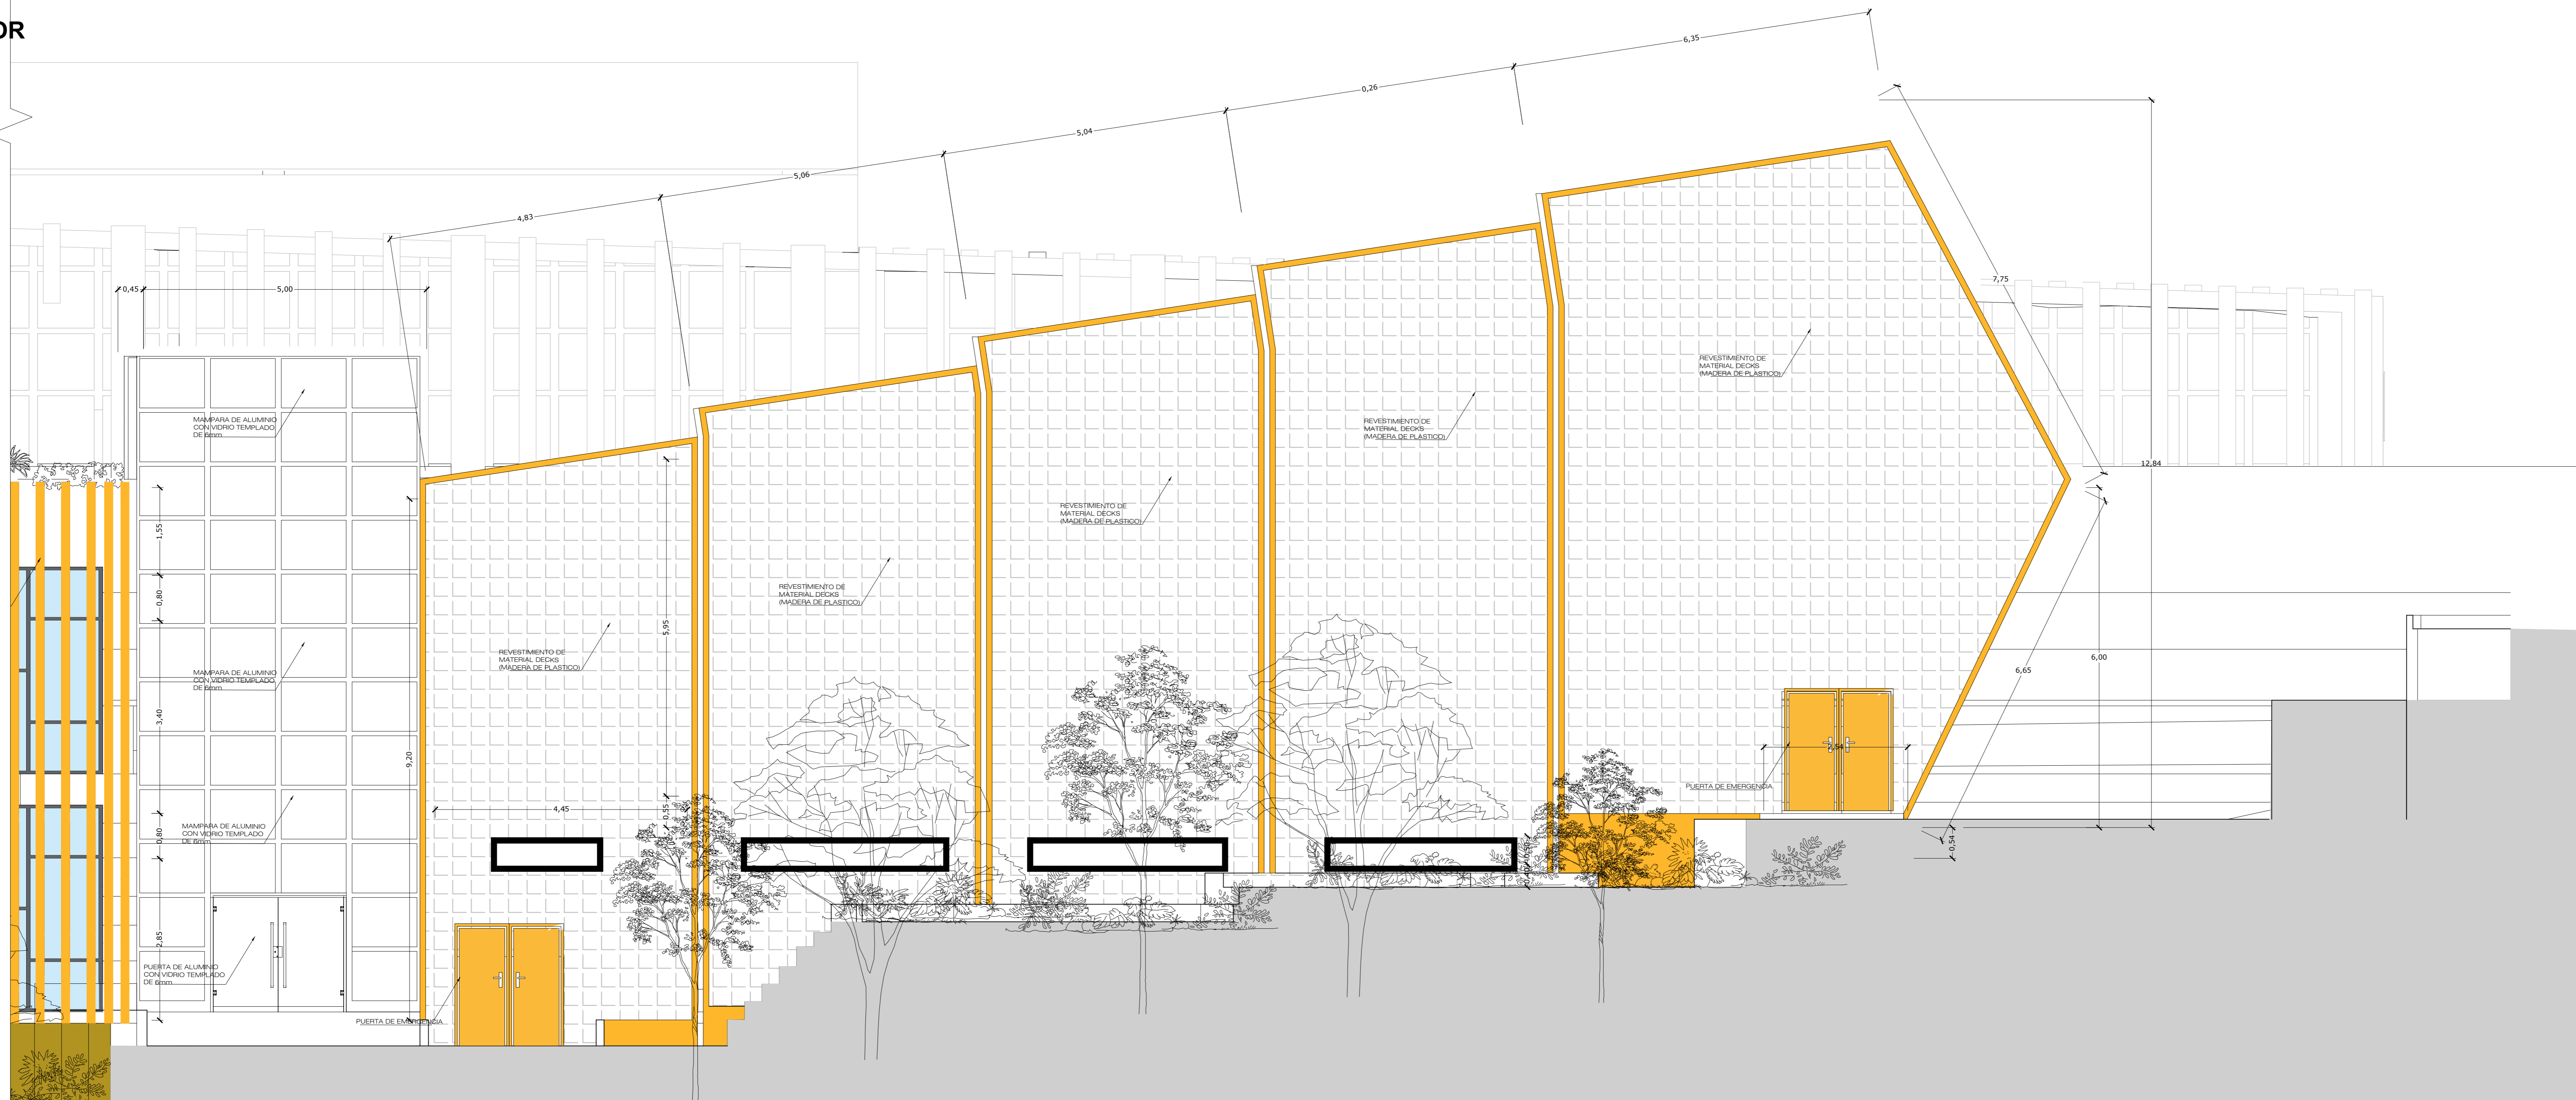 OR
6,35
0,26
5,04
5,06
4,83
0,45
5,00
7,75
12,84
6,00
6,65
0,54
2,54
REVESTIMIENTO DE
MATERIAL DECKS
(MADERA DE PLASTICO)
REVESTIMIENTO DE
MATERIAL DECKS
(MADERA DE PLASTICO)
REVESTIMIENTO DE
MATERIAL DECKS
(MADERA DE PLASTICO)
REVESTIMIENTO DE
MATERIAL DECKS
(MADERA DE PLASTICO)
REVESTIMIENTO DE
MATERIAL DECKS
(MADERA DE PLASTICO)
MAMPARA DE ALUMINIO
CON VIDRIO TEMPLADO
DE 6mm
MAMPARA DE ALUMINIO
CON VIDRIO TEMPLADO
DE 6mm
MAMPARA DE ALUMINIO
CON VIDRIO TEMPLADO
DE 6mm
PUERTA DE ALUMINIO
CON VIDRIO TEMPLADO
DE 6mm
1,55
0,80
3,40
0,80
2,85
9,20
5,95
0,55
4,45
PUERTA DE EMERGENCIA
PUERTA DE EMERGENCIA